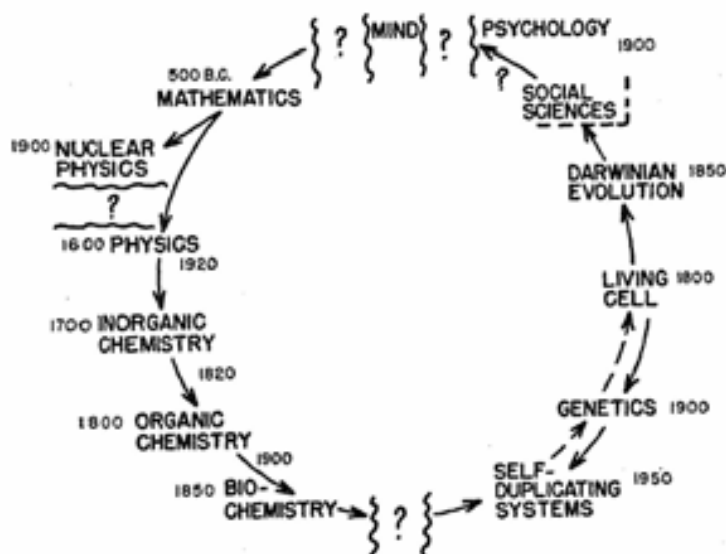 ? MIND ? PSYCHOLOGY
1900
500 B.C.
MATHEMATICS
?
SOCIAL
SCIENCES
1900 NUCLEAR
PHYSICS
DARWINIAN 1850
EVOLUTION
?
1600 PHYSICS
1920
LIVING 1800
CELL
1700 INORGANIC
CHEMISTRY
1820
GENETICS 1900
1800 ORGANIC
CHEMISTRY
1900
SELF-
DUPLICATING 1950
SYSTEMS
1850 BIO-
CHEMISTRY
?